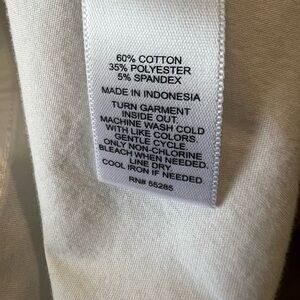 60% COTTON
35% POLYESTER
5% SPANDEX
MADE IN INDONESIA
TURN GARMENT
INSIDE OUT.
MACHINE WASH COLD
WITH LIKE COLORS.
GENTLE CYCLE.
ONLY NON-CHLORINE
BLEACH WHEN NEEDED.
LINE DRY.
COOL IRON IF NEEDED.
RN# 55285